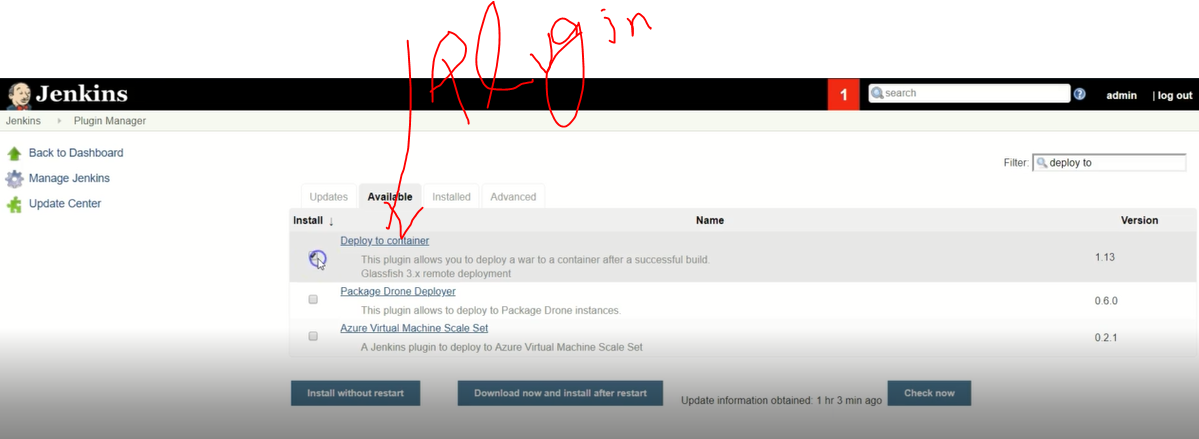 PLugin
Jenkins 1 search admin | log out
Jenkins Plugin Manager
Back to Dashboard
Manage Jenkins
Update Center
Filter: deploy to
Updates Available Installed Advanced
Install ↓ Name Version
Deploy to container
This plugin allows you to deploy a war to a container after a successful build.
Glassfish 3.x remote deployment
1.13
Package Drone Deployer
This plugin allows to deploy to Package Drone instances.
0.6.0
Azure Virtual Machine Scale Set
A Jenkins plugin to deploy to Azure Virtual Machine Scale Set
0.2.1
Install without restart Download now and install after restart Update information obtained: 1 hr 3 min ago Check now